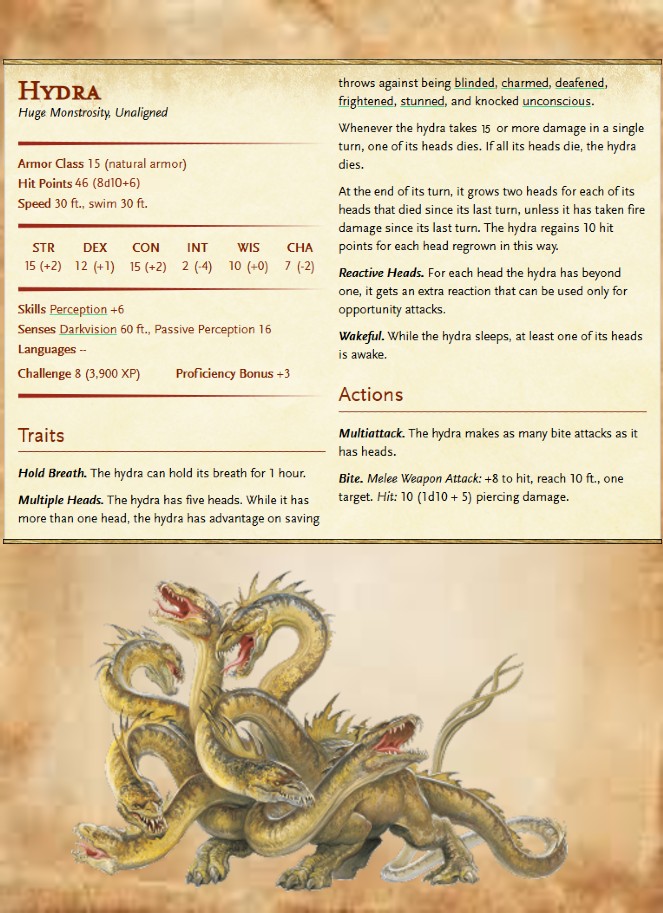 HYDRA
Huge Monstrosity, Unaligned
Armor Class 15 (natural armor)
Hit Points 46 (8d10+6)
Speed 30 ft., swim 30 ft.
STR DEX CON INT WIS CHA
15 (+2) 12 (+1) 15 (+2) 2 (-4) 10 (+0) 7 (-2)
Skills Perception +6
Senses Darkvision 60 ft., Passive Perception 16
Languages --
Challenge 8 (3,900 XP) Proficiency Bonus +3
Traits
Hold Breath. The hydra can hold its breath for 1 hour.
Multiple Heads. The hydra has five heads. While it has
more than one head, the hydra has advantage on saving
throws against being blinded, charmed, deafened,
frightened, stunned, and knocked unconscious.
Whenever the hydra takes 15 or more damage in a single
turn, one of its heads dies. If all its heads die, the hydra
dies.
At the end of its turn, it grows two heads for each of its
heads that died since its last turn, unless it has taken fire
damage since its last turn. The hydra regains 10 hit
points for each head regrown in this way.
Reactive Heads. For each head the hydra has beyond
one, it gets an extra reaction that can be used only for
opportunity attacks.
Wakeful. While the hydra sleeps, at least one of its heads
is awake.
Actions
Multiattack. The hydra makes as many bite attacks as it
has heads.
Bite. Melee Weapon Attack: +8 to hit, reach 10 ft., one
target. Hit: 10 (1d10 + 5) piercing damage.